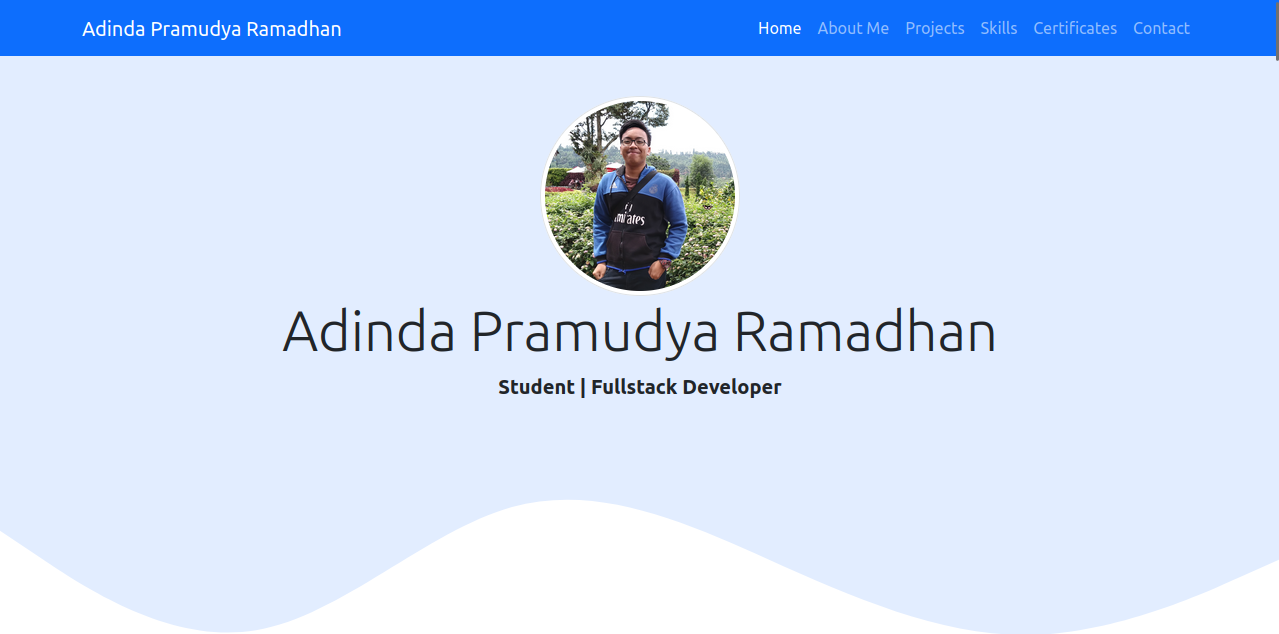 Adinda Pramudya Ramadhan
Home About Me Projects Skills Certificates Contact
Adinda Pramudya Ramadhan
Student | Fullstack Developer